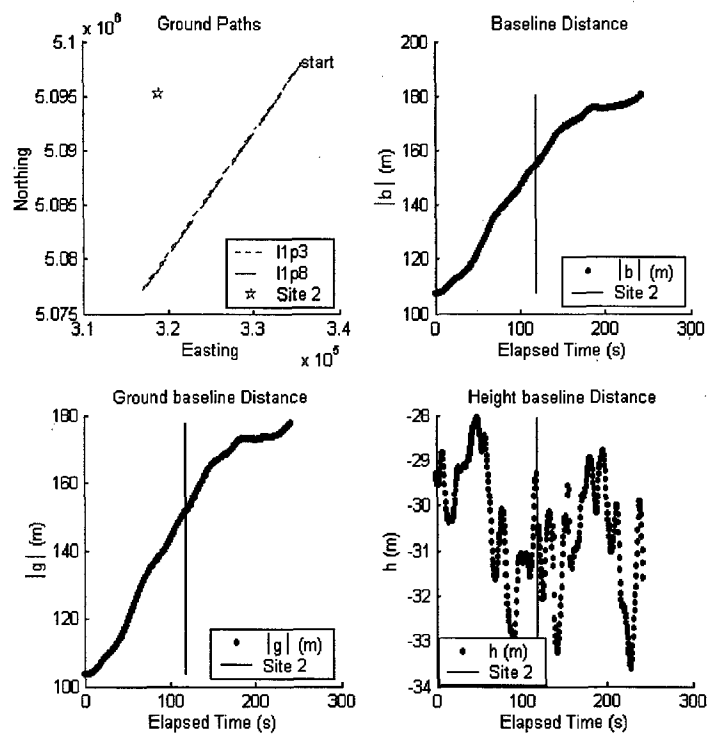 x 10^6
Ground Paths
5.1
5.095
5.09
5.085
5.08
5.075
3.1
3.2
3.3
3.4
x 10^5
Northing
Easting
start
l1p3
l1p8
Site 2
Baseline Distance
200
180
160
140
120
100
0
100
200
300
|b| (m)
Elapsed Time (s)
|b| (m)
Site 2
Ground baseline Distance
180
160
140
120
100
0
100
200
300
|g| (m)
Elapsed Time (s)
|g| (m)
Site 2
Height baseline Distance
-28
-29
-30
-31
-32
-33
-34
0
100
200
300
h (m)
Elapsed Time (s)
h (m)
Site 2